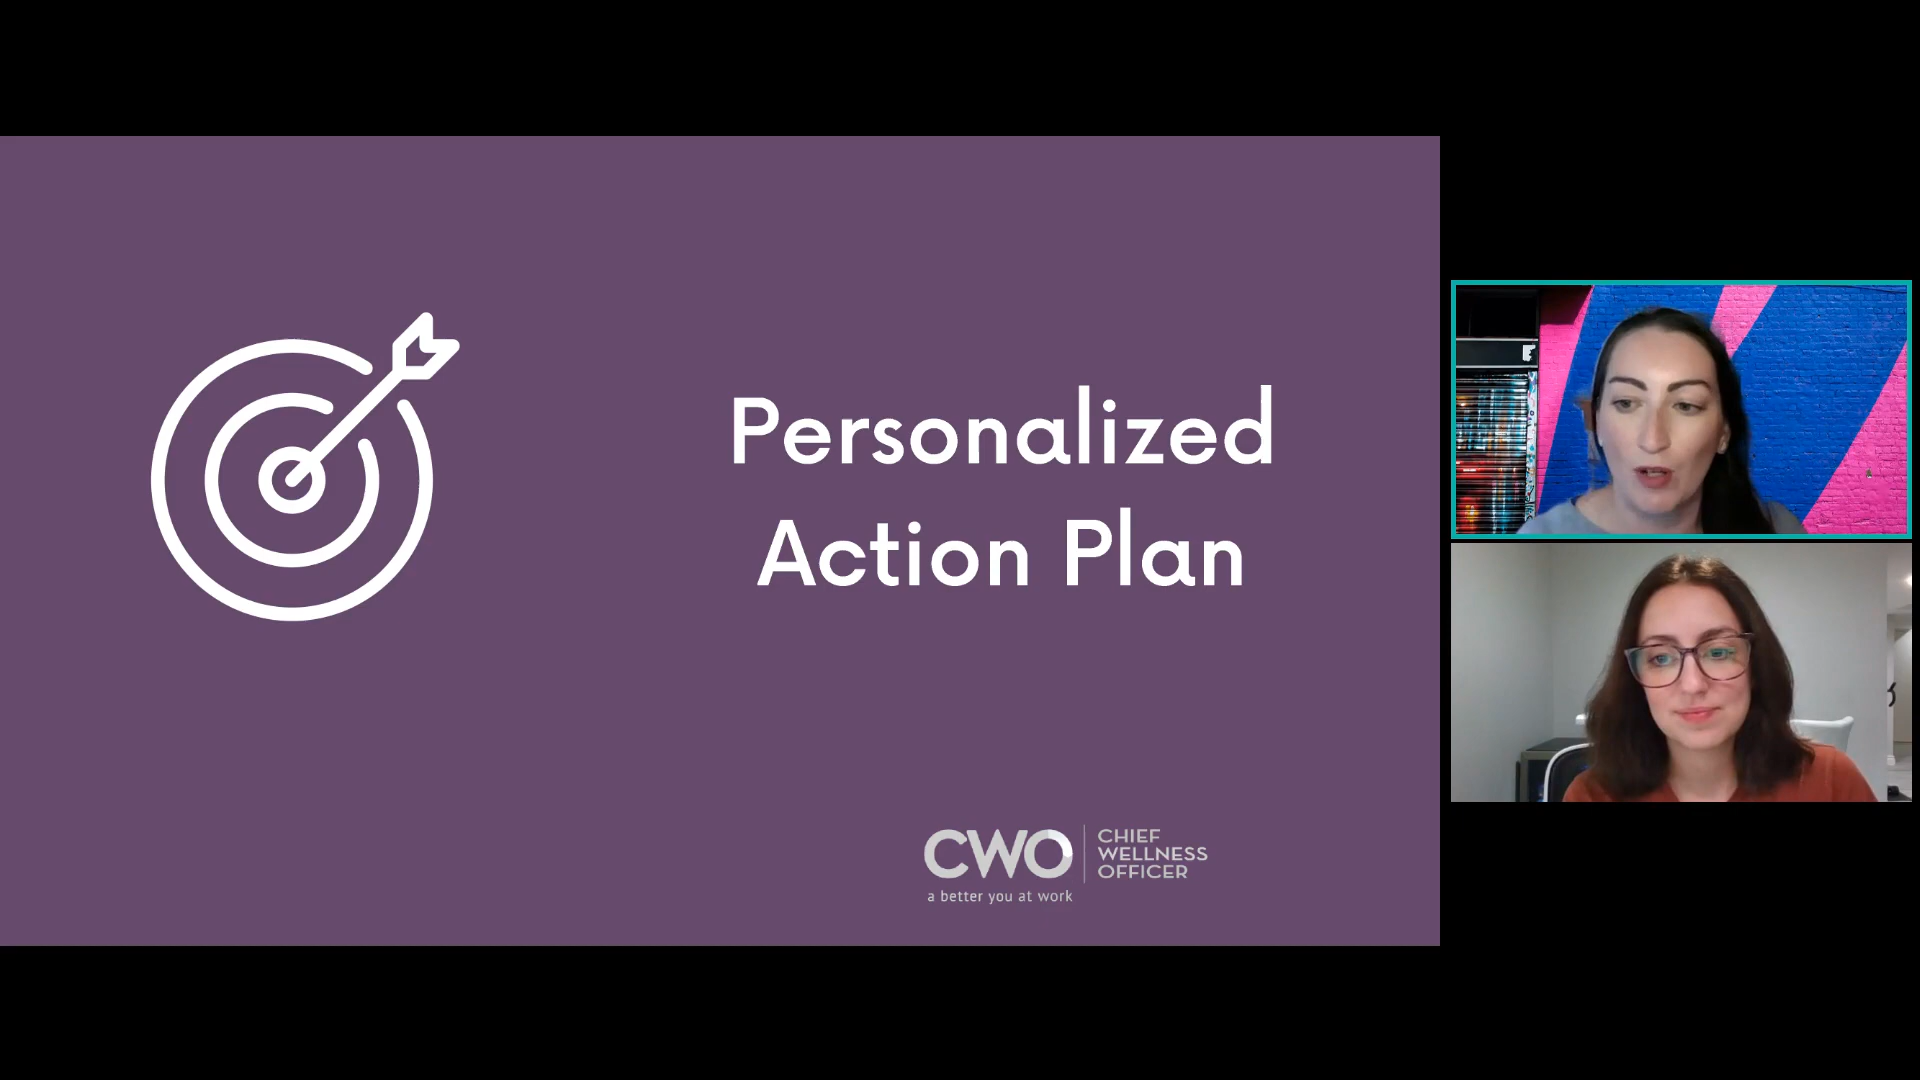 Personalized
Action Plan
CWO
CHIEF
WELLNESS
OFFICER
a better you at work